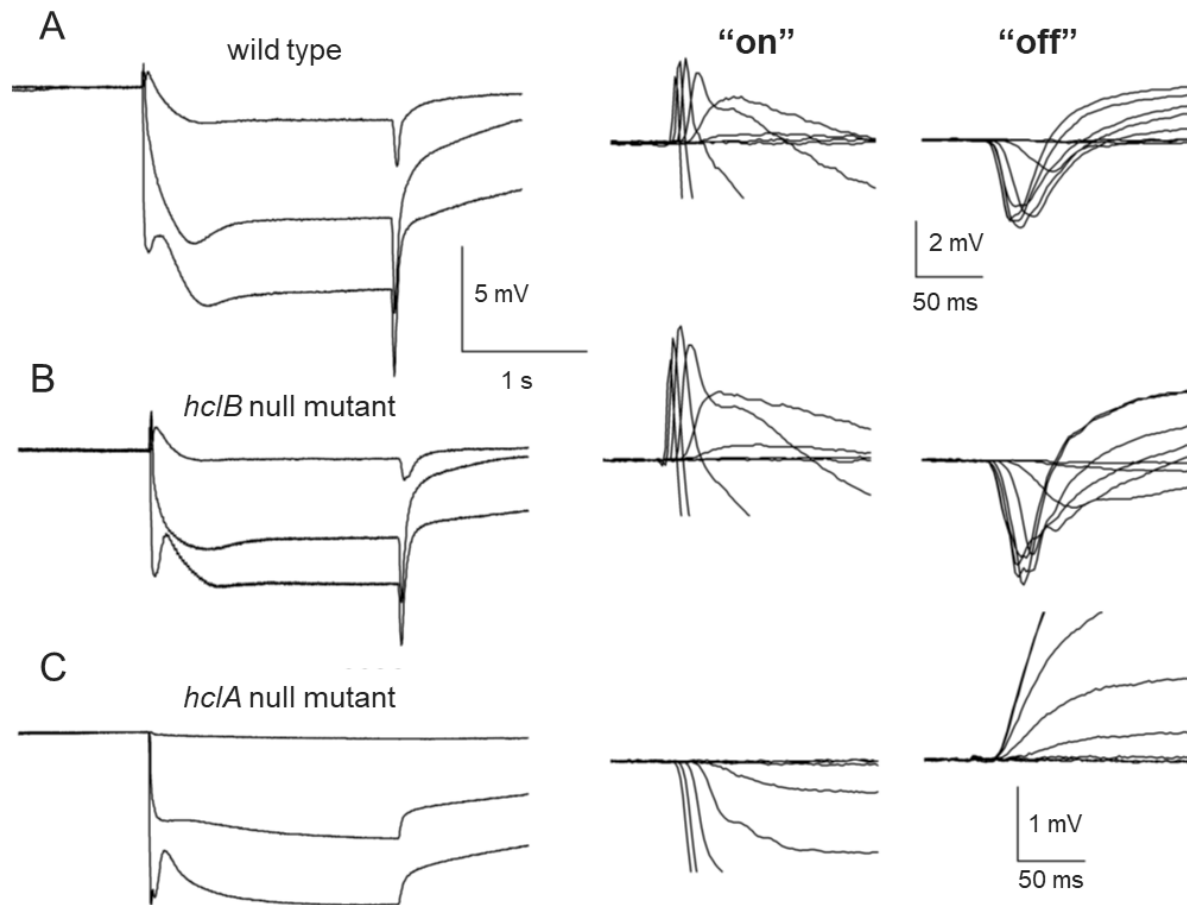 A
wild type
“on”
“off”
5 mV
1 s
2 mV
50 ms
B
hclB null mutant
C
hclA null mutant
1 mV
50 ms